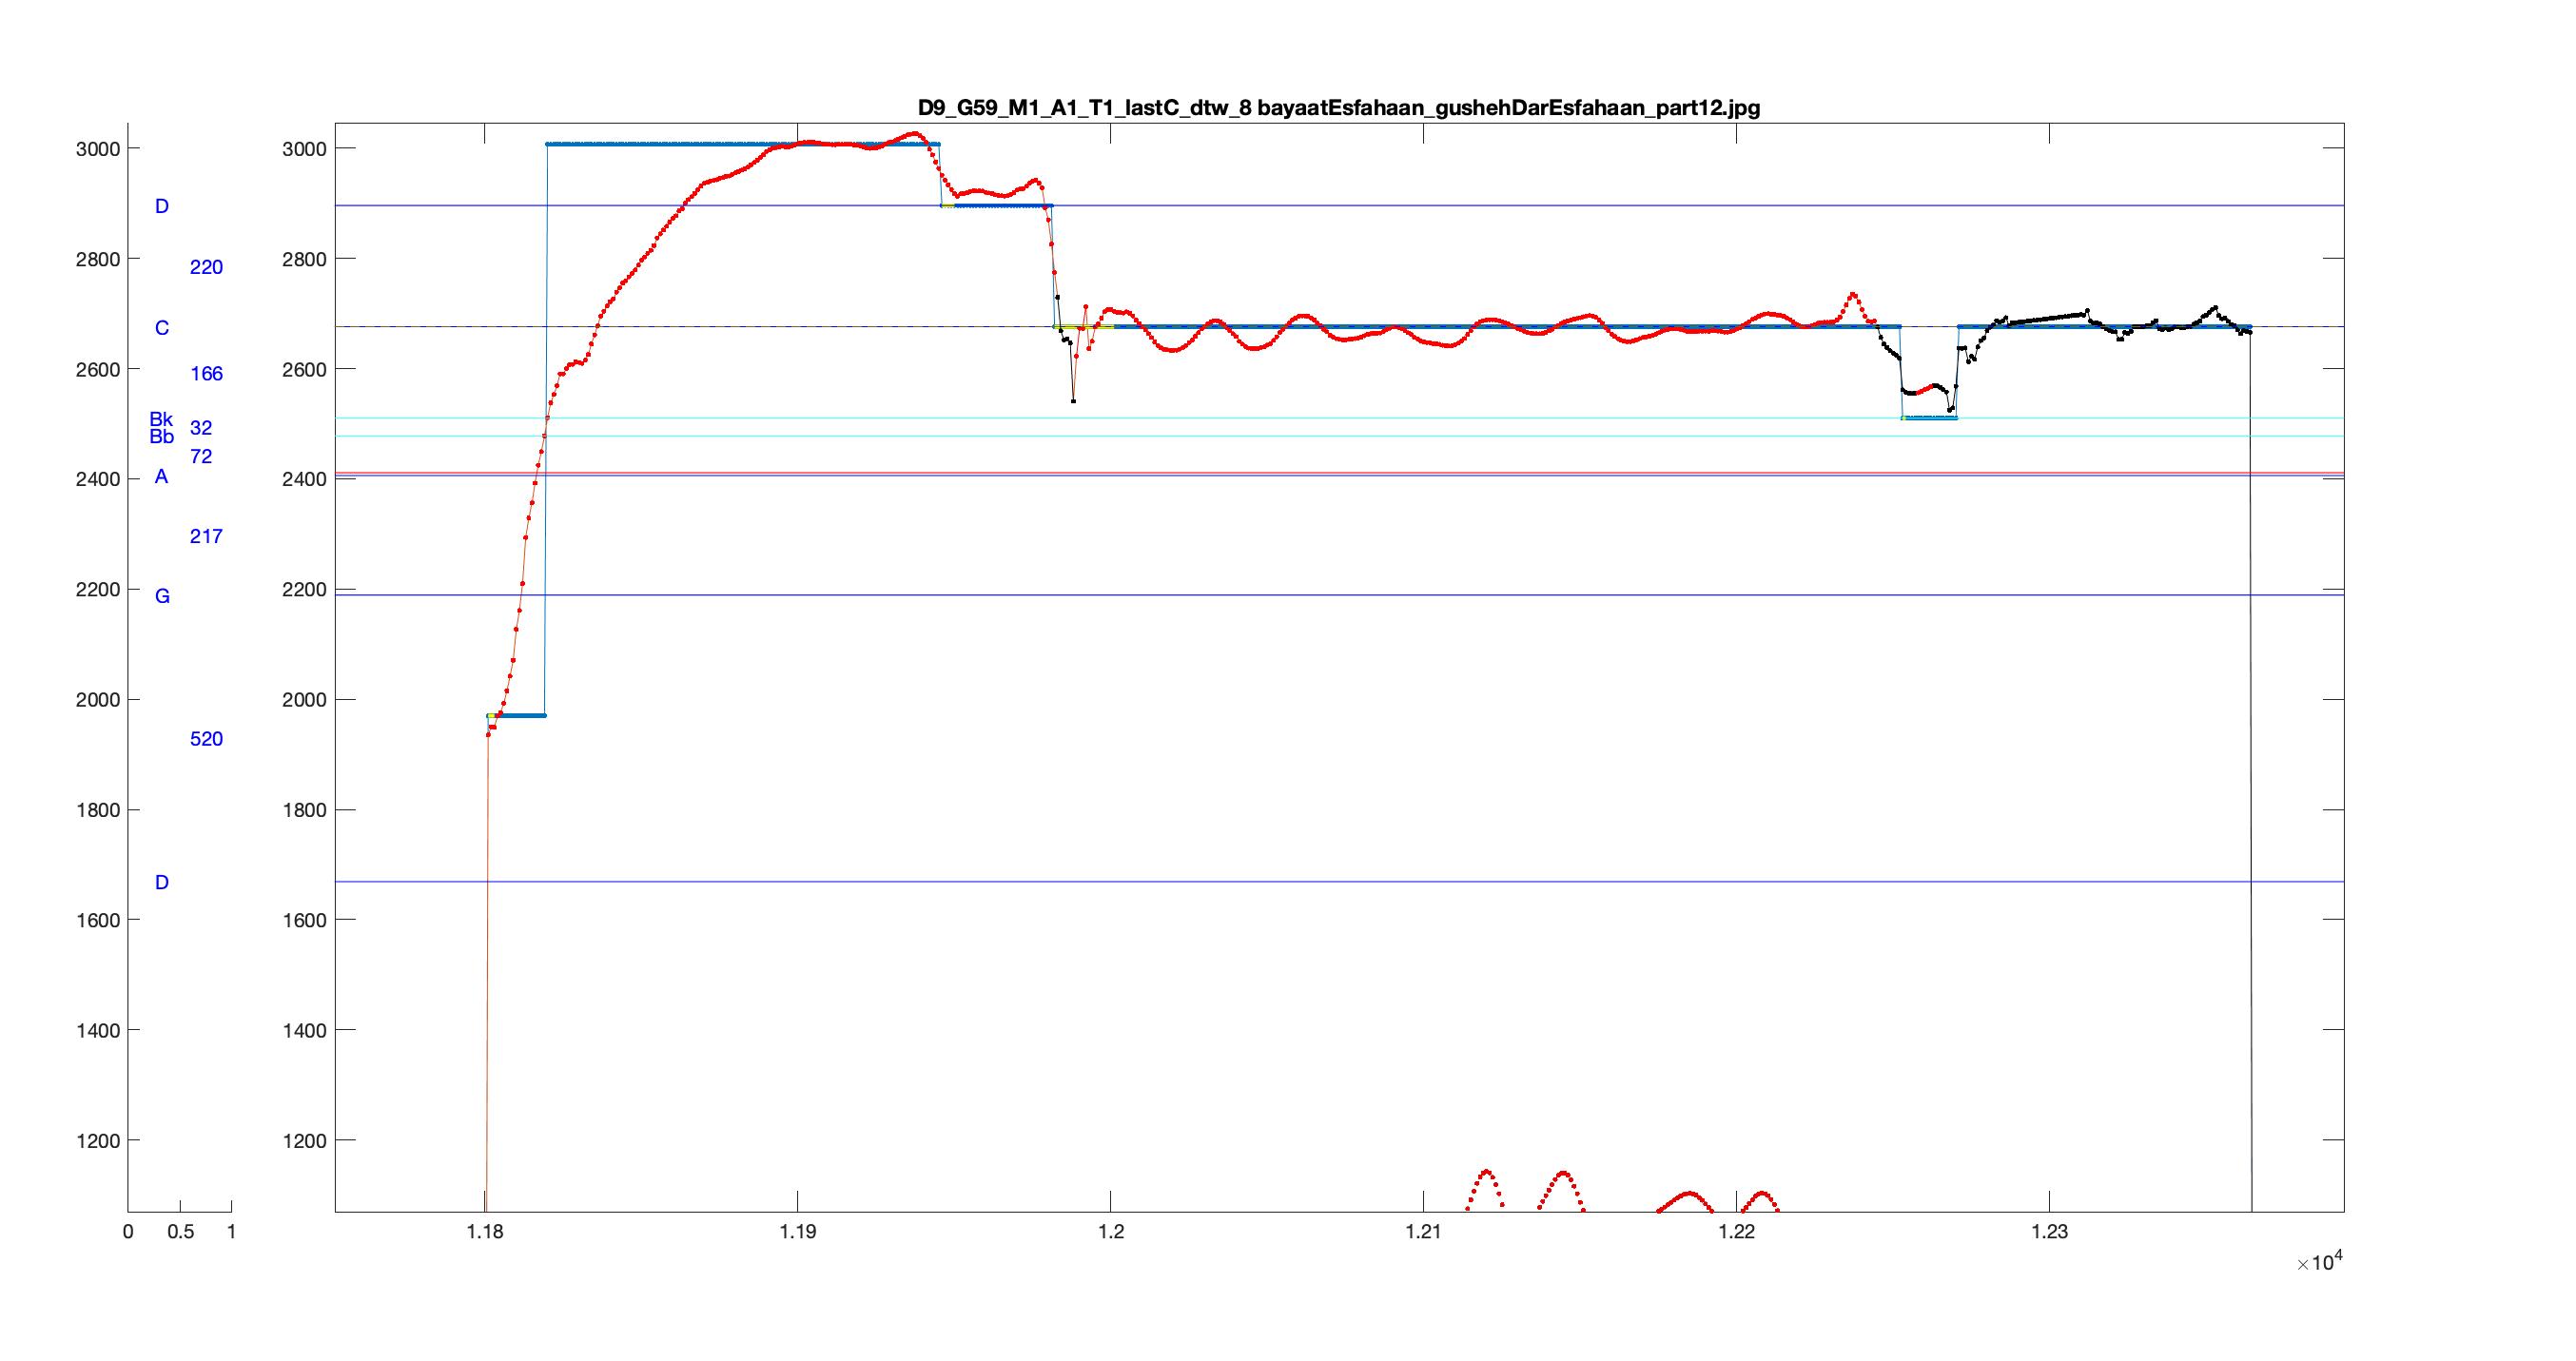 D9_G59_M1_A1_T1_lastC_dtw_8 bayaatEsfahaan_gushehDarEsfahaan_part12.jpg
3000 3000
D
2800 220 2800
C
2600 166 2600
Bk 32
Bb
72
2400 A 2400
217
2200 G 2200
2000 2000
520
1800 1800
D
1600 1600
1400 1400
1200 1200
0 0.5 1 1.18 1.19 1.2 1.21 1.22 1.23
×10^4